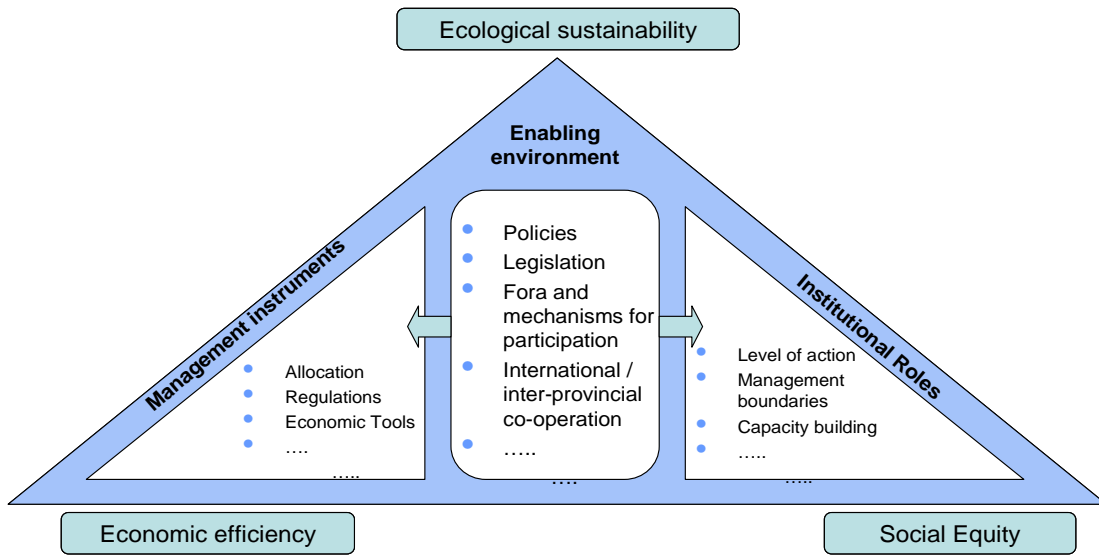 Ecological sustainability
Enabling
environment
Management instruments
Allocation
Regulations
Economic Tools
….
…..
Policies
Legislation
Fora and
mechanisms for
participation
International /
inter-provincial
co-operation
…..
….
Institutional Roles
Level of action
Management
boundaries
Capacity building
…..
…..
Economic efficiency
Social Equity